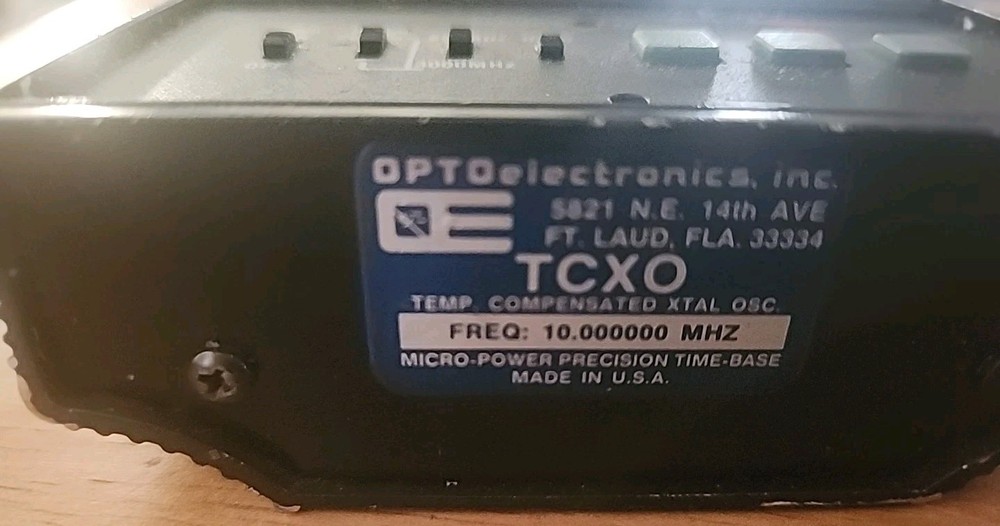 OPTOelectronics, inc.
5821 N.E. 14th AVE
FT. LAUD, FLA. 33334
TCXO
TEMP. COMPENSATED XTAL OSC.
FREQ: 10.000000 MHZ
MICRO-POWER PRECISION TIME-BASE
MADE IN U.S.A.